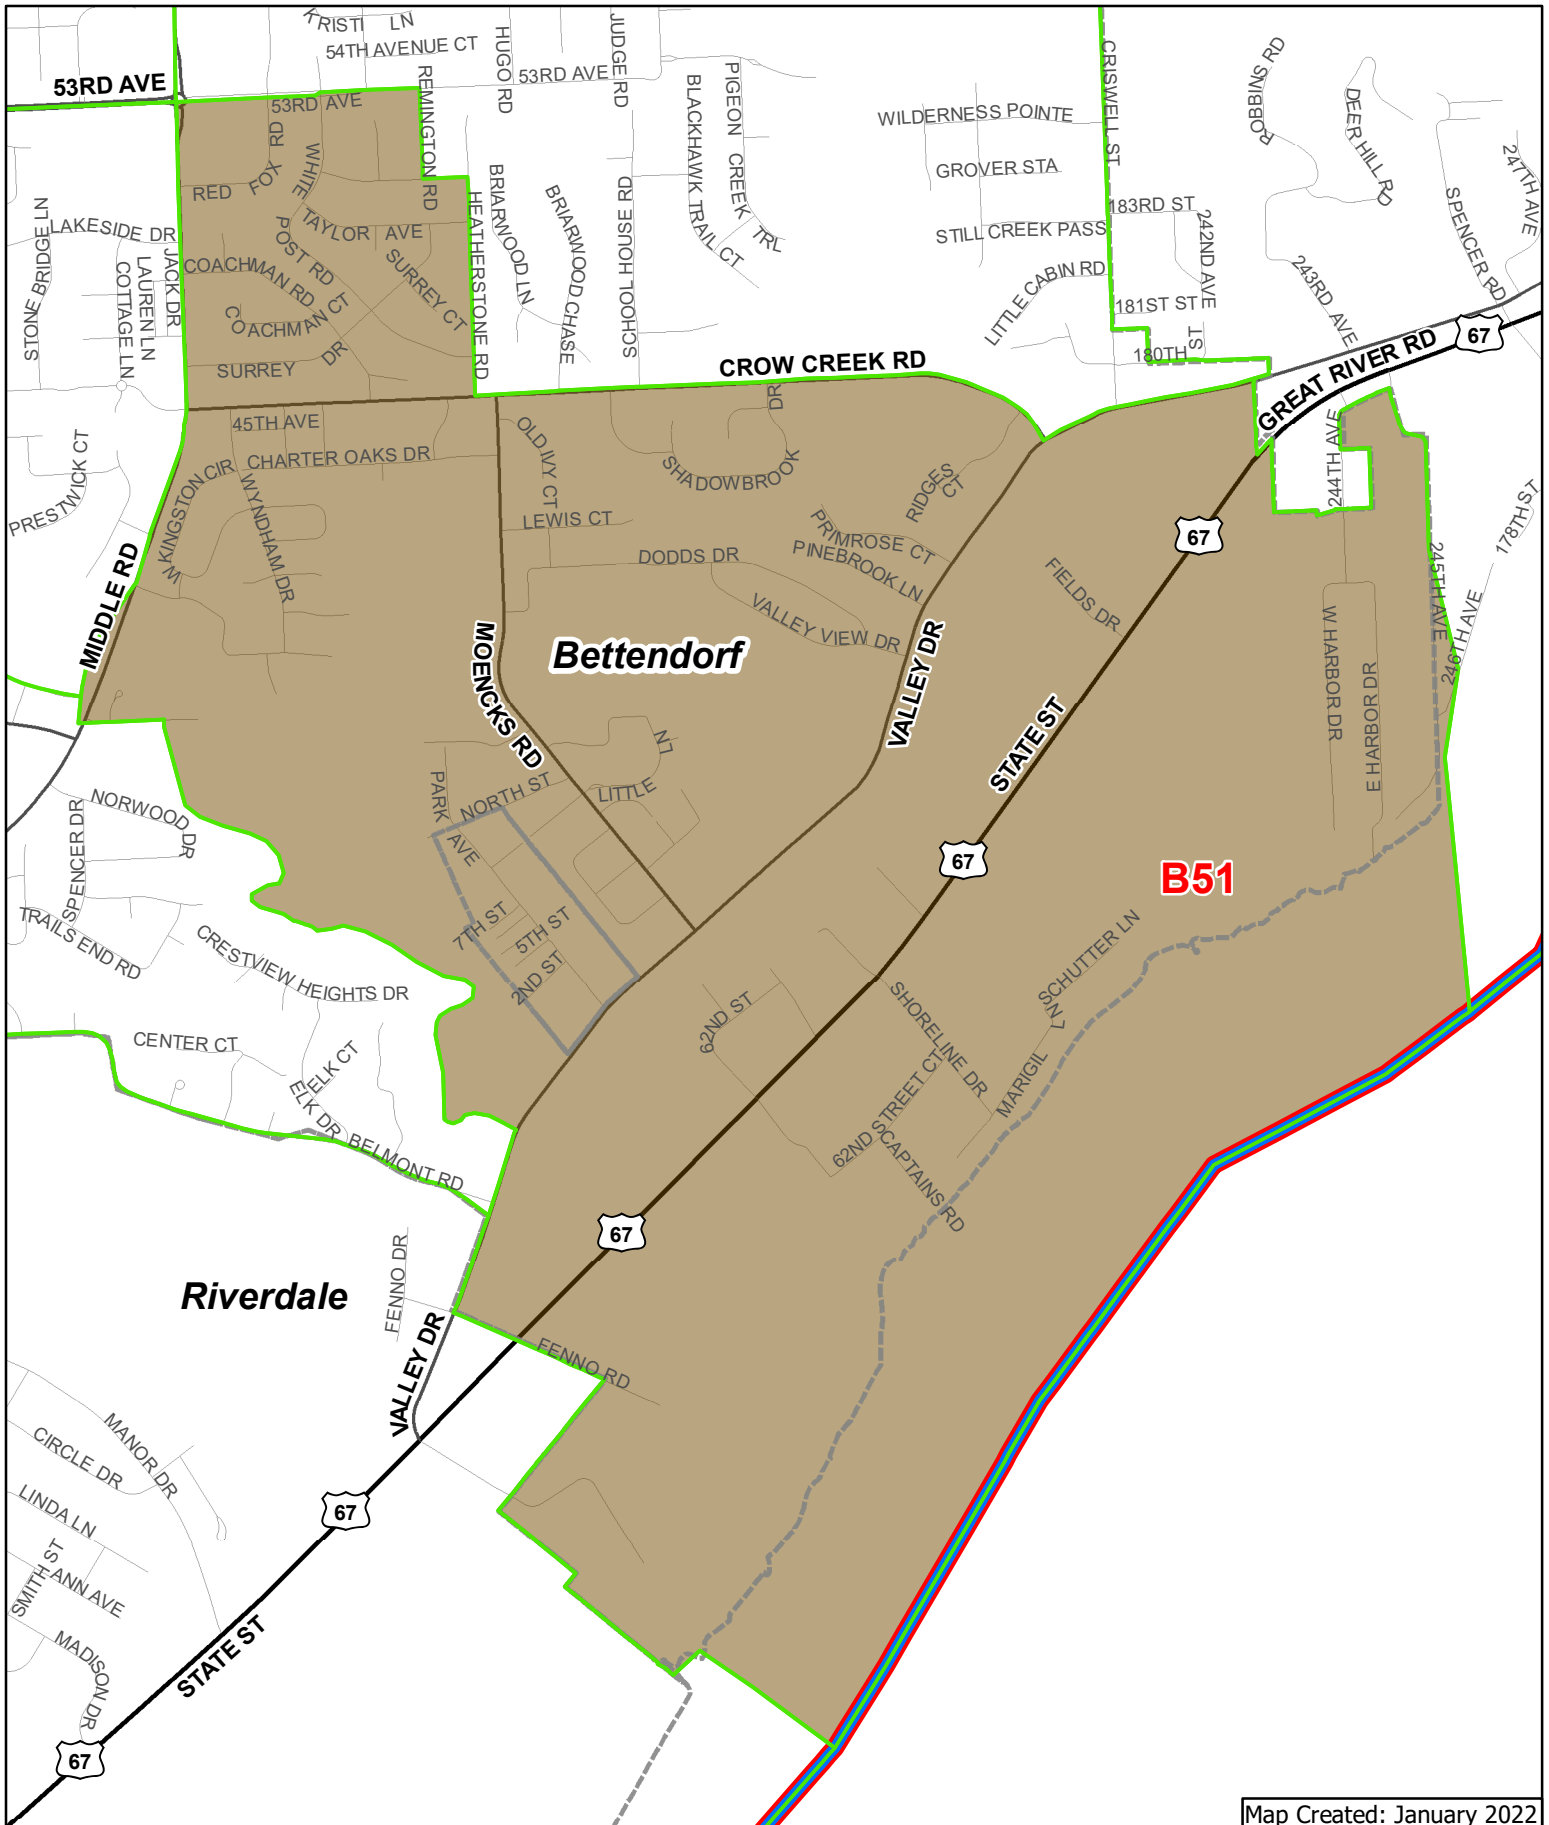 KRISTI LN
54TH AVENUE CT
HUGO RD
JUDGE RD
53RD AVE
53RD AVE
53RD AVE
REMINGTON RD
BLACKHAWK TRAIL CT
PIGEON CREEK TRL
CRISWELL ST
ROBBINS RD
DEER HILL RD
247TH AVE
SPENCER RD
WILDERNESS POINTE
GROVER STA
STILL CREEK PASS
LITTLE CABIN RD
183RD ST
242ND AVE
181ST ST
180TH ST
243RD AVE
RED FOX RD
WHITE POST RD
TAYLOR AVE
SURREY CT
COACHMAN RD
COACHMAN CT
SURREY DR
STONE BRIDGE LN
LAKESIDE DR
JACK DR
LAUREN LN
COTTAGE LN
HEATHERSTONE RD
BRIARWOOD LN
BRIARWOOD CHASE
SCHOOL HOUSE RD
CROW CREEK RD
GREAT RIVER RD
67
45TH AVE
CHARTER OAKS DR
W KINGSTON CIR
WYNDHAM DR
PRESTWICK CT
MIDDLE RD
OLD IVY CT
LEWIS CT
SHADOWBROOK DR
RIDGES CT
PRIMROSE CT
PINEBROOK LN
DODDS DR
VALLEY VIEW DR
67
FIELDS DR
244TH AVE
245TH AVE
178TH ST
246TH AVE
W HARBOR DR
E HARBOR DR
MOENCKS RD
Bettendorf
VALLEY DR
STATE ST
LITTLE LN
NORTH ST
PARK AVE
7TH ST
5TH ST
2ND ST
67
B51
NORWOOD DR
SPENCER DR
TRAILS END RD
CRESTVIEW HEIGHTS DR
CENTER CT
ELK CT
ELK DR
BELMONT RD
62ND ST
SHORELINE DR
SCHUTTER LN
MARIGIL LN
62ND STREET CT
CAPTAINS RD
67
Riverdale
FENNO DR
VALLEY DR
FENNO RD
MANOR DR
CIRCLE DR
LINDA LN
SMITH ST
ANN AVE
MADISON DR
67
STATE ST
67
Map Created: January 2022